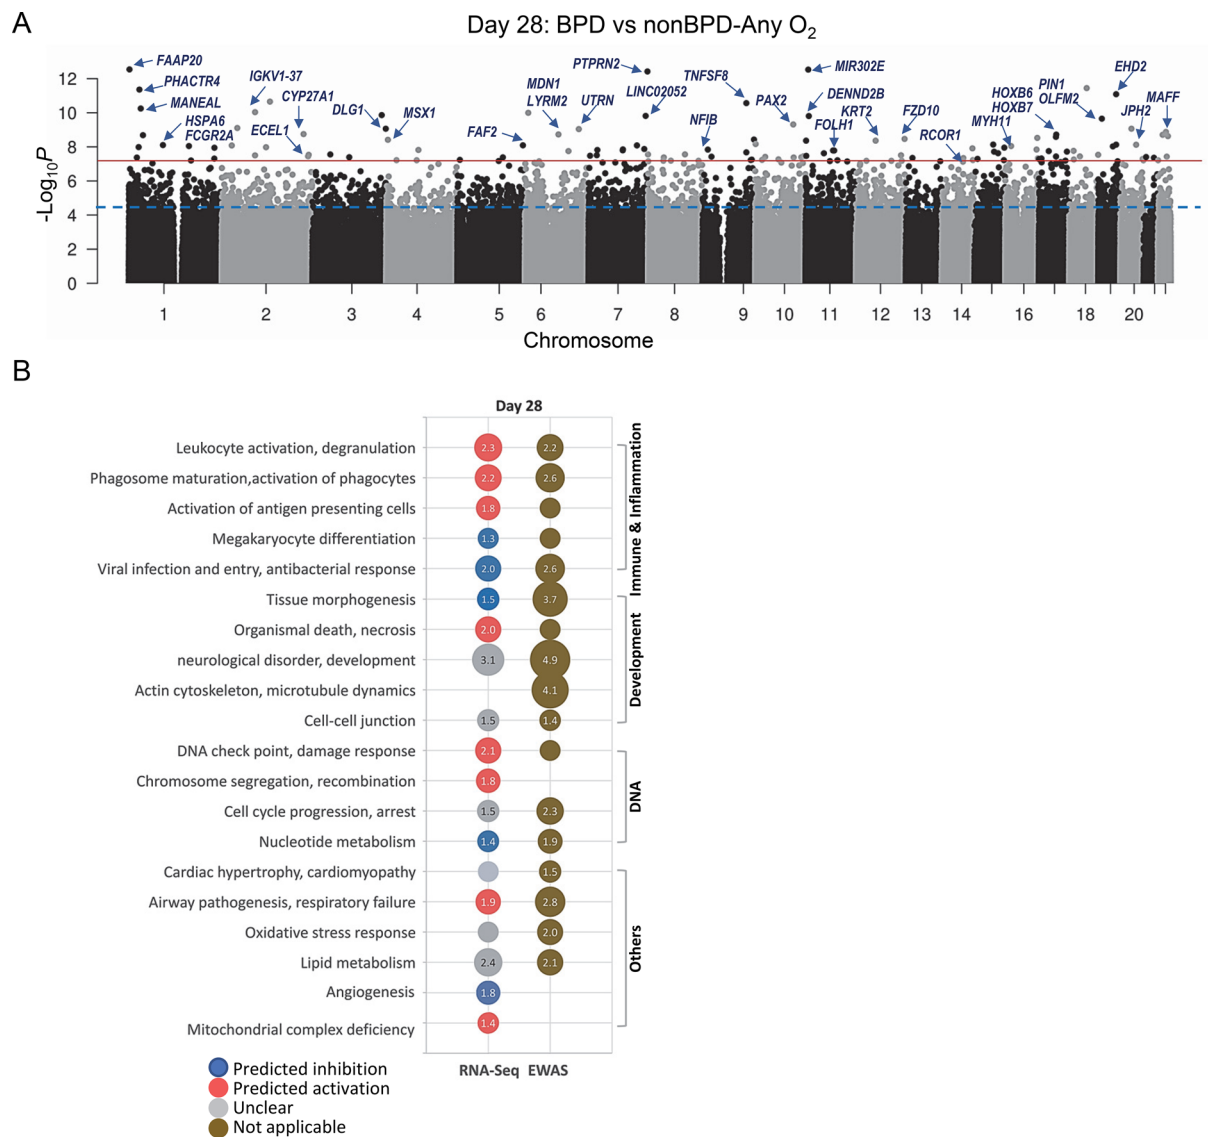 A
Day 28: BPD vs nonBPD-Any O2
-Log10P
12
10
8
6
4
2
0
FAAP20
PHACTR4
MANEAL
HSPA6
FCGR2A
IGKV1-37
CYP27A1
ECEL1
DLG1
MSX1
FAF2
MDN1
LYRM2
UTRN
PTPRN2
LINC02052
NFIB
TNFSF8
PAX2
MIR302E
DENND2B
FOLH1
KRT2
FZD10
RCOR1
HOXB6
HOXB7
MYH11
PIN1
OLFM2
EHD2
JPH2
MAFF
1 2 3 4 5 6 7 8 9 10 11 12 13 14 16 18 20
Chromosome
B
Day 28
Leukocyte activation, degranulation 2.3 2.2
Phagosome maturation,activation of phagocytes 2.2 2.6
Activation of antigen presenting cells 1.8
Megakaryocyte differentiation 1.3
Viral infection and entry, antibacterial response 2.0 2.6
Immune & Inflamation
Tissue morphogenesis 1.5 3.7
Organismal death, necrosis 2.0
neurological disorder, development 3.1 4.9
Actin cytoskeleton, microtubule dynamics 4.1
Cell-cell junction 1.5 1.4
Development
DNA check point, damage response 2.1
Chromosome segregation, recombination 1.8
Cell cycle progression, arrest 1.5 2.3
Nucleotide metabolism 1.4 1.9
DNA
Cardiac hypertrophy, cardiomyopathy 1.5
Airway pathogenesis, respiratory failure 1.9 2.8
Oxidative stress response 2.0
Lipid metabolism 2.4 2.1
Angiogenesis 1.8
Mitochondrial complex deficiency 1.4
Others
RNA-Seq EWAS
Predicted inhibition
Predicted activation
Unclear
Not applicable